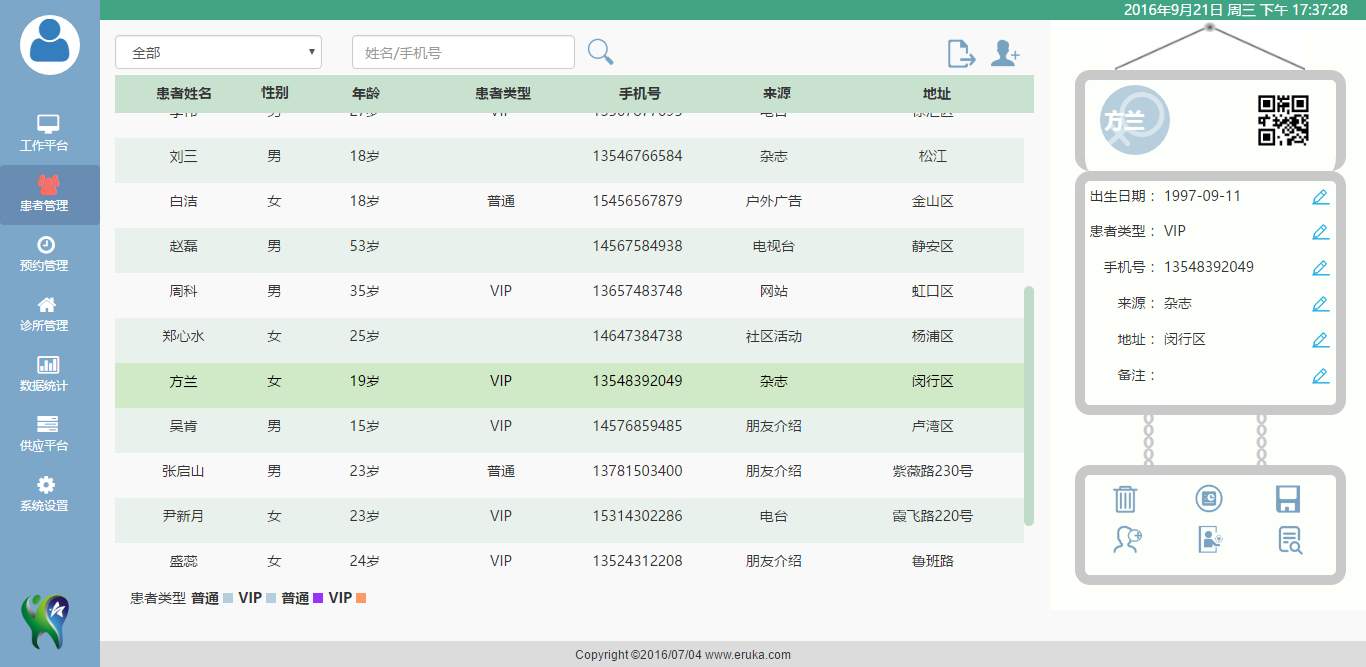 2016年9月21日 周三 下午 17:37:28
全部
姓名/手机号
患者姓名 性别 年龄 患者类型 手机号 来源 地址
刘三 男 18岁 13546766584 杂志 松江
白洁 女 18岁 普通 15456567879 户外广告 金山区
赵磊 男 53岁 14567584938 电视台 静安区
周科 男 35岁 VIP 13657483748 网站 虹口区
郑心水 女 25岁 14647384738 社区活动 杨浦区
方兰 女 19岁 VIP 13548392049 杂志 闵行区
吴肯 男 15岁 VIP 14576859485 朋友介绍 卢湾区
张启山 男 23岁 普通 13781503400 朋友介绍 紫薇路230号
尹新月 女 23岁 VIP 15314302286 电台 霞飞路220号
盛蕊 女 24岁 VIP 13524312208 朋友介绍 鲁班路
患者类型 普通 VIP 普通 VIP
工作平台
患者管理
预约管理
诊所管理
数据统计
供应平台
系统设置
方兰
出生日期： 1997-09-11
患者类型： VIP
手机号： 13548392049
来源： 杂志
地址： 闵行区
备注：
Copyright ©2016/07/04 www.eruka.com